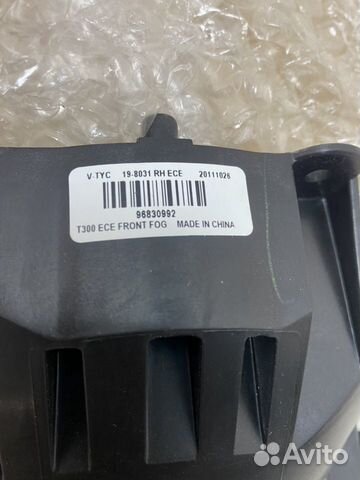 V-TYC 19-8031 RH ECE 20111026
96830992
T300 ECE FRONT FOG MADE IN CHINA
Avito